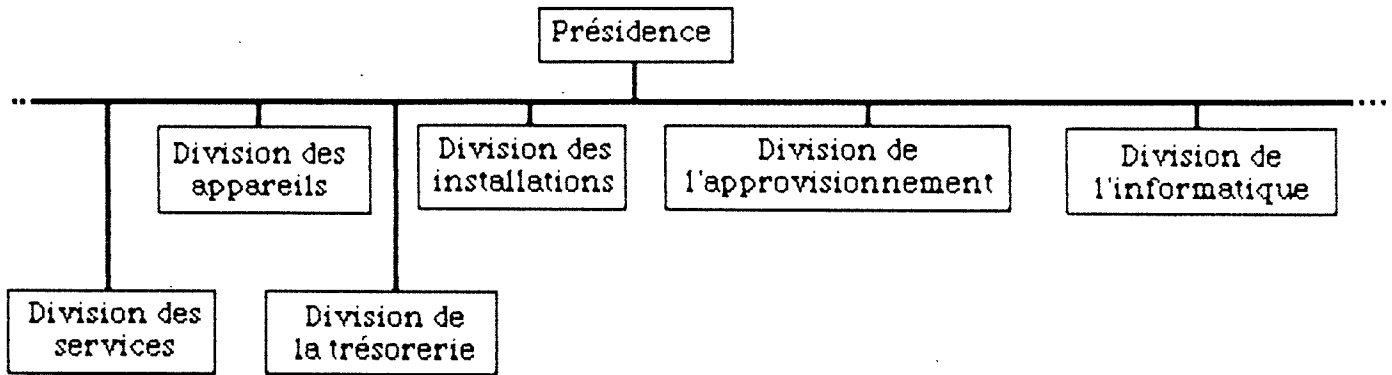 Présidence
Division des
appareils
Division des
installations
Division de
l'approvisionnement
Division de
l'informatique
Division des
services
Division de
la trésorerie